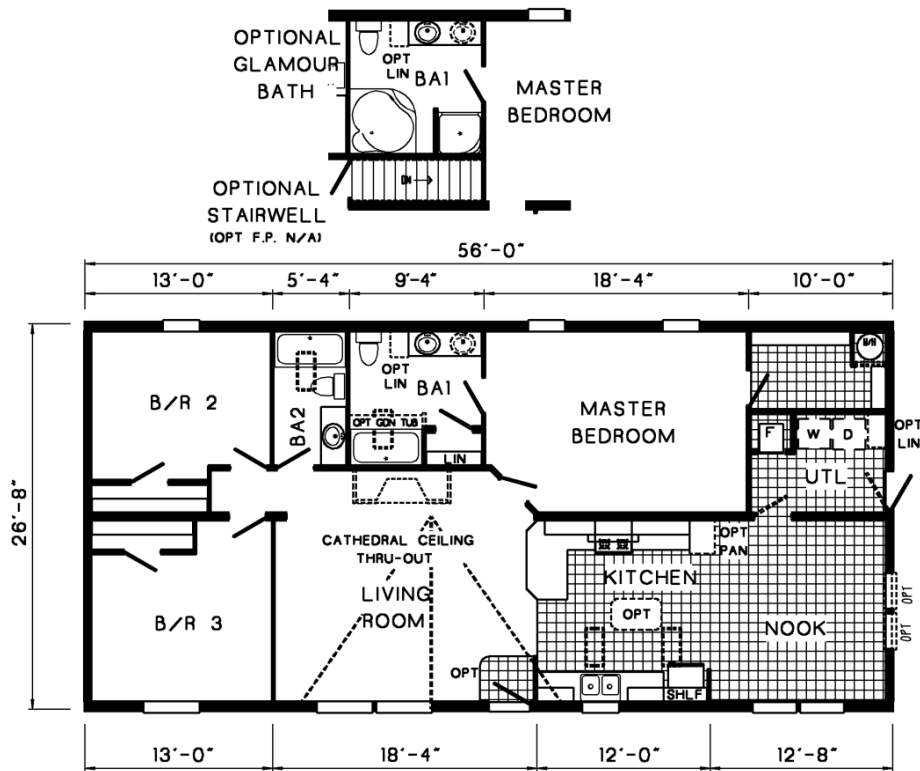 OPTIONAL
GLAMOUR
BATH
OPT
LIN
BA1
MASTER
BEDROOM
DN
OPTIONAL
STAIRWELL
(OPT F.P. N/A)
56'-0"
13'-0"
5'-4"
9'-4"
18'-4"
10'-0"
26'-8"
B/R 2
BA2
OPT
LIN
BA1
OPT GDN TUB
LIN
MASTER
BEDROOM
W/H
F
W
D
OPT
LIN
UTL
CATHEDRAL CEILING
THRU-OUT
LIVING
ROOM
OPT
PAN
KITCHEN
OPT
NOOK
OPT
OPT
B/R 3
OPT
SHLF
13'-0"
18'-4"
12'-0"
12'-8"